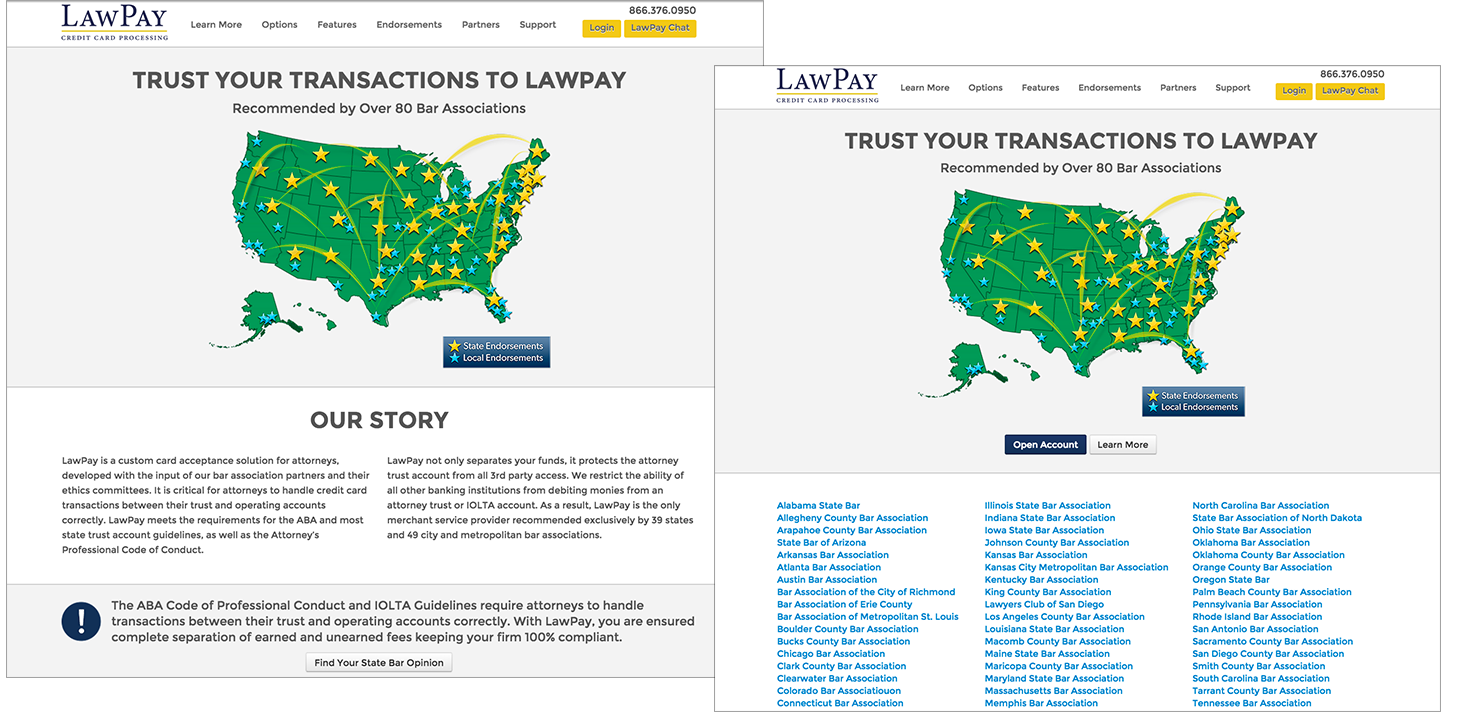 LAWPAY
CREDIT CARD PROCESSING
Learn More Options Features Endorsements Partners Support
866.376.0950
Login LawPay Chat
TRUST YOUR TRANSACTIONS TO LAWPAY
Recommended by Over 80 Bar Associations
State Endorsements
Local Endorsements
OUR STORY
LawPay is a custom card acceptance solution for attorneys,
developed with the input of our bar association partners and their
ethics committees. It is critical for attorneys to handle credit card
transactions between their trust and operating accounts
correctly. LawPay meets the requirements for the ABA and most
state trust account guidelines, as well as the Attorney's
Professional Code of Conduct.
LawPay not only separates your funds, it protects the attorney
trust account from all 3rd party access. We restrict the ability of
all other banking institutions from debiting monies from an
attorney trust or IOLTA account. As a result, LawPay is the only
merchant service provider recommended exclusively by 39 states
and 49 city and metropolitan bar associations.
!
The ABA Code of Professional Conduct and IOLTA Guidelines require attorneys to handle
transactions between their trust and operating accounts correctly. With LawPay, you are ensured
complete separation of earned and unearned fees keeping your firm 100% compliant.
Find Your State Bar Opinion
LAWPAY
CREDIT CARD PROCESSING
Learn More Options Features Endorsements Partners Support
866.376.0950
Login LawPay Chat
TRUST YOUR TRANSACTIONS TO LAWPAY
Recommended by Over 80 Bar Associations
State Endorsements
Local Endorsements
Open Account Learn More
Alabama State Bar
Allegheny County Bar Association
Arapahoe County Bar Association
State Bar of Arizona
Arkansas Bar Association
Atlanta Bar Association
Austin Bar Association
Bar Association of the City of Richmond
Bar Association of Erie County
Bar Association of Metropolitan St. Louis
Boulder County Bar Association
Bucks County Bar Association
Chicago Bar Association
Clark County Bar Association
Clearwater Bar Association
Colorado Bar Associatiouon
Connecticut Bar Association
Illinois State Bar Association
Indiana State Bar Association
Iowa State Bar Association
Johnson County Bar Association
Kansas Bar Association
Kansas City Metropolitan Bar Association
Kentucky Bar Association
King County Bar Association
Lawyers Club of San Diego
Los Angeles County Bar Association
Louisiana State Bar Association
Macomb County Bar Association
Maine State Bar Association
Maricopa County Bar Association
Maryland State Bar Association
Massachusetts Bar Association
Memphis Bar Association
North Carolina Bar Association
State Bar Association of North Dakota
Ohio State Bar Association
Oklahoma Bar Association
Oklahoma County Bar Association
Orange County Bar Association
Oregon State Bar
Palm Beach County Bar Association
Pennsylvania Bar Association
Rhode Island Bar Association
San Antonio Bar Association
Sacramento County Bar Association
San Diego County Bar Association
Smith County Bar Association
South Carolina Bar Association
Tarrant County Bar Association
Tennessee Bar Association